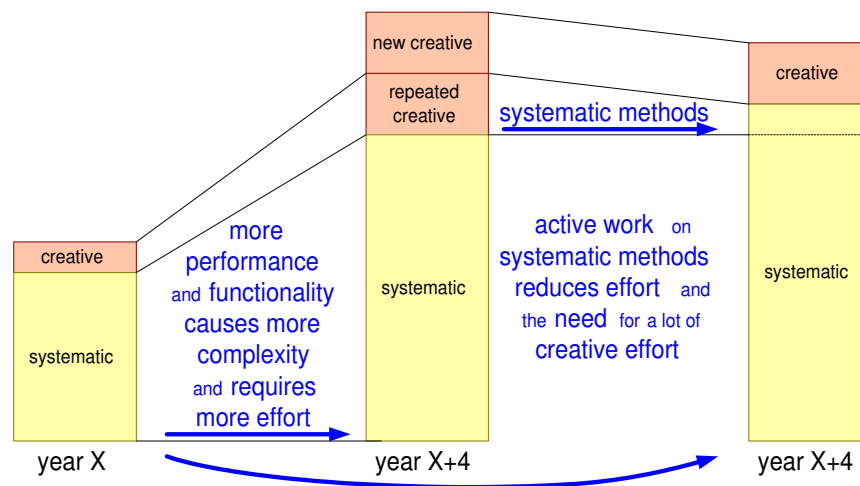 new creative
repeated
creative
systematic methods
creative
creative
more
performance
and functionality
causes more
complexity
and requires
more effort
active work on
systematic methods
reduces effort and
the need for a lot of
creative effort
systematic
systematic
systematic
year X
year X+4
year X+4